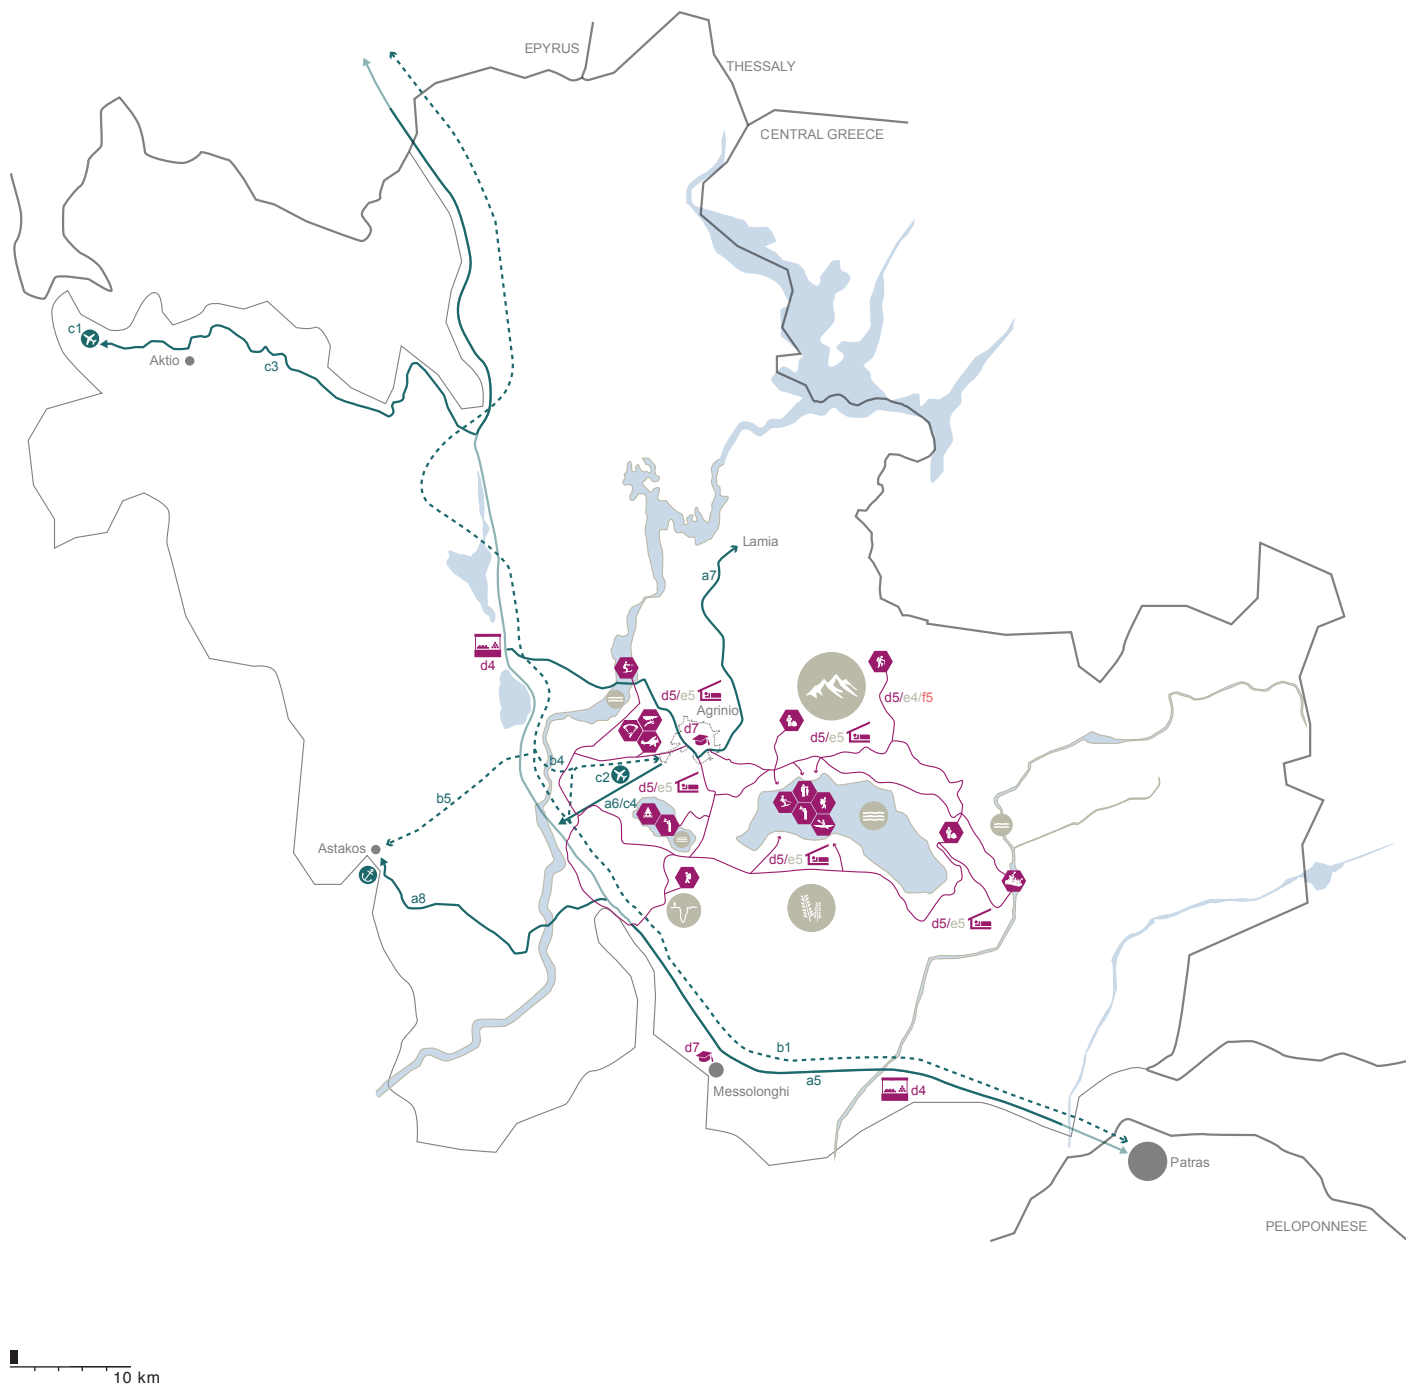 EPYRUS
THESSALY
CENTRAL GREECE
c1
Aktio
c3
Lamia
a7
d4
d5/e5
Agrinio
d7
d5/e4/f5
d5/e5
b4
c2
d5/e5
a6/c4
b5
Astakos
d5/e5
a8
d5/e5
d7
b1
a5
Messolonghi
d4
Patras
PELOPONNESE
10 km